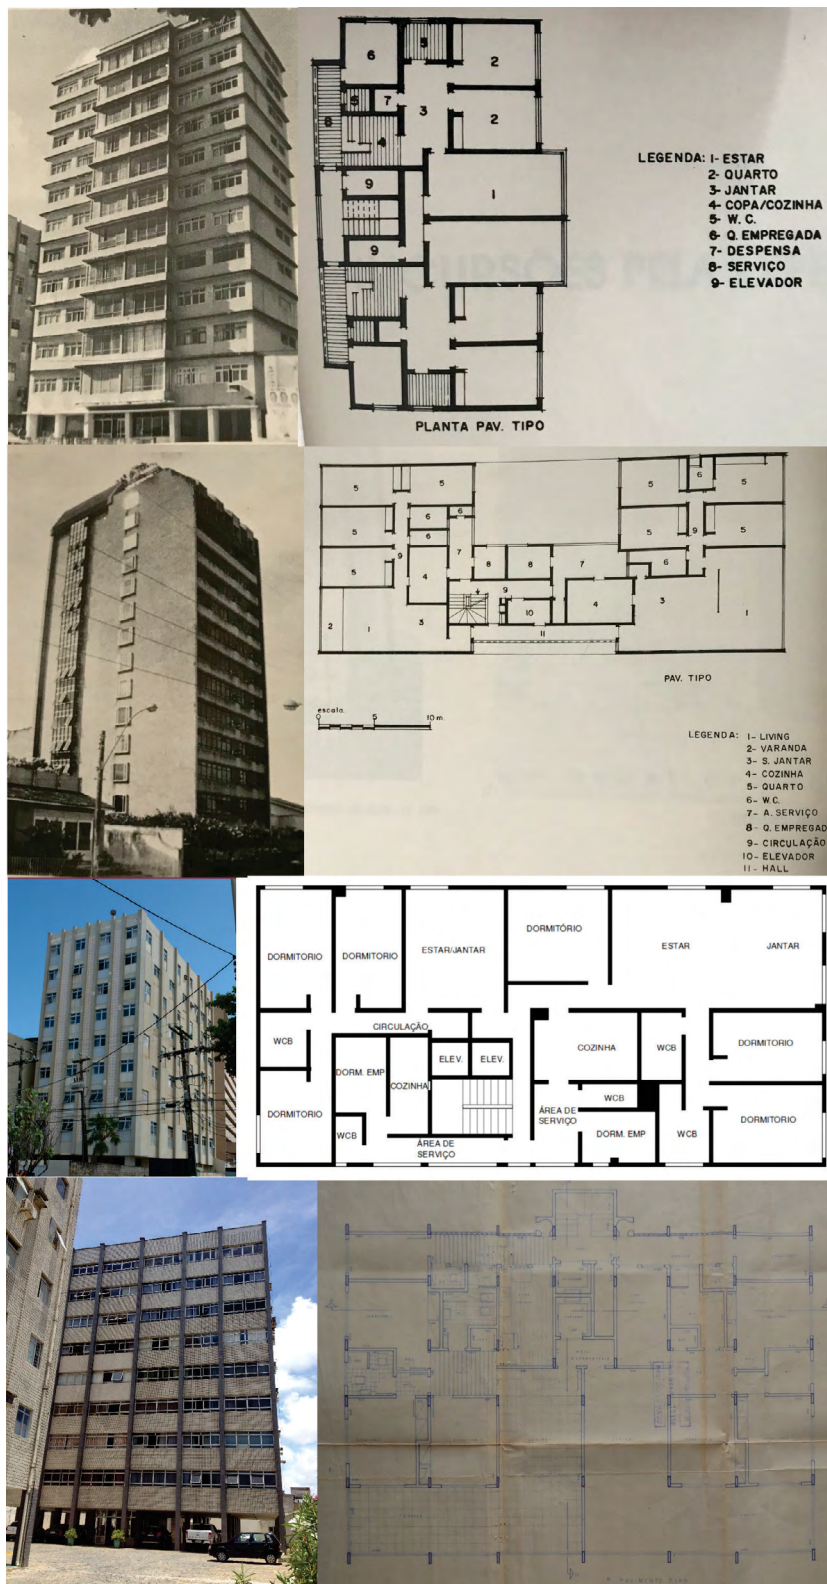 6
5
2
5
7
3
2
8
4
9
1
9
PLANTA PAV. TIPO
LEGENDA: 1- ESTAR
2- QUARTO
3- JANTAR
4- COPA/COZINHA
5- W. C.
6- Q. EMPREGADA
7- DESPENSA
8- SERVIÇO
9- ELEVADOR
5
5
5
6
5
5
6
6
6
5
9
5
9
7
8
8
7
6
5
4
9
4
3
10
2
1
3
11
1
PAV. TIPO
escala.
0 5 10 m.
LEGENDA: 1- LIVING
2- VARANDA
3- S. JANTAR
4- COZINHA
5- QUARTO
6- W.C.
7- A. SERVIÇO
8- Q. EMPREGAD
9- CIRCULAÇÃO
10- ELEVADOR
11- HALL
DORMITORIO
DORMITORIO
ESTAR/JANTAR
DORMITÓRIO
ESTAR
JANTAR
CIRCULAÇÃO
WCB
ELEV.
ELEV.
COZINHA
WCB
DORMITORIO
DORM. EMP
COZINHA
WCB
DORMITORIO
ÁREA DE
SERVIÇO
WCB
ÁREA DE
SERVIÇO
DORM. EMP
WCB
DORMITORIO